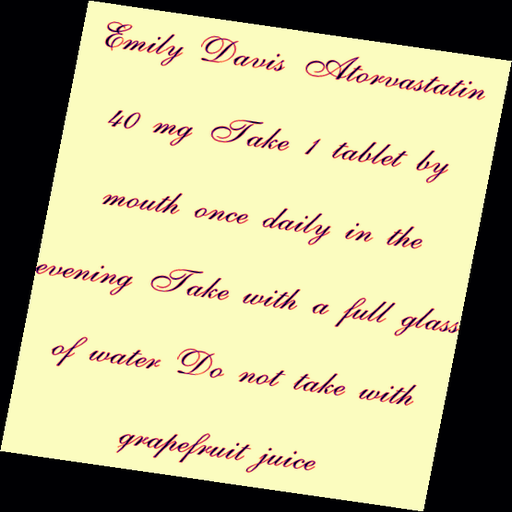 Emily Davis Atorvastatin
40 mg Take 1 tablet by
mouth once daily in the
evening Take with a full glass
of water Do not take with
grapefruit juice